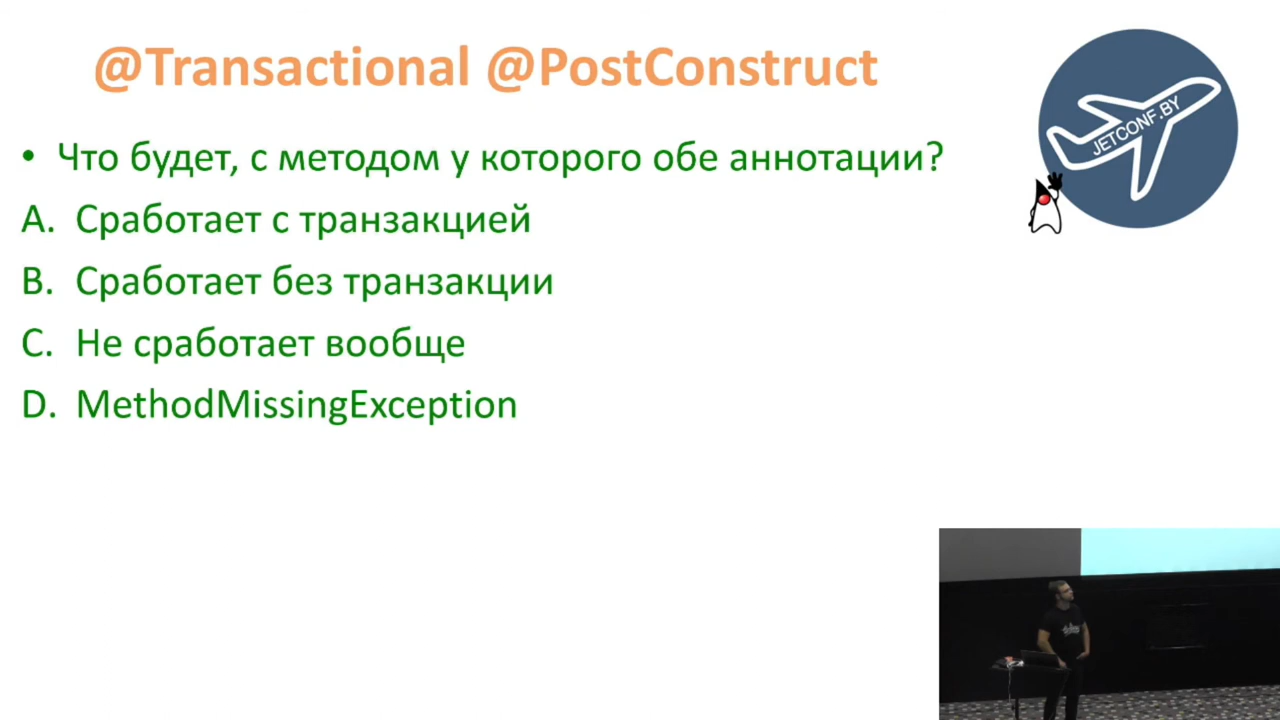 @Transactional @PostConstruct
• Что будет, с методом у которого обе аннотации?
A. Сработает с транзакцией
B. Сработает без транзакции
C. Не сработает вообще
D. MethodMissingException
JETCONF.BY